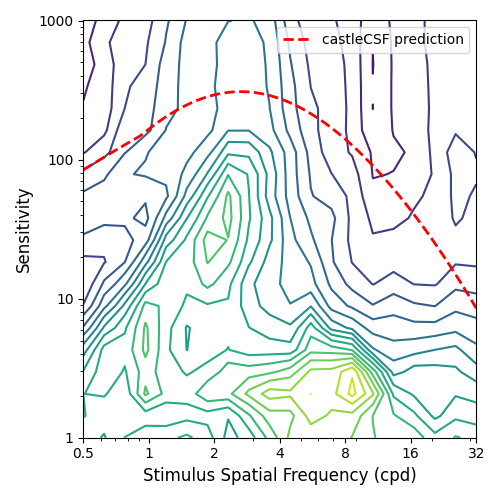 castleCSF prediction
Sensitivity
1000
100
10
1
0.5 1 2 4 8 16 32
Stimulus Spatial Frequency (cpd)